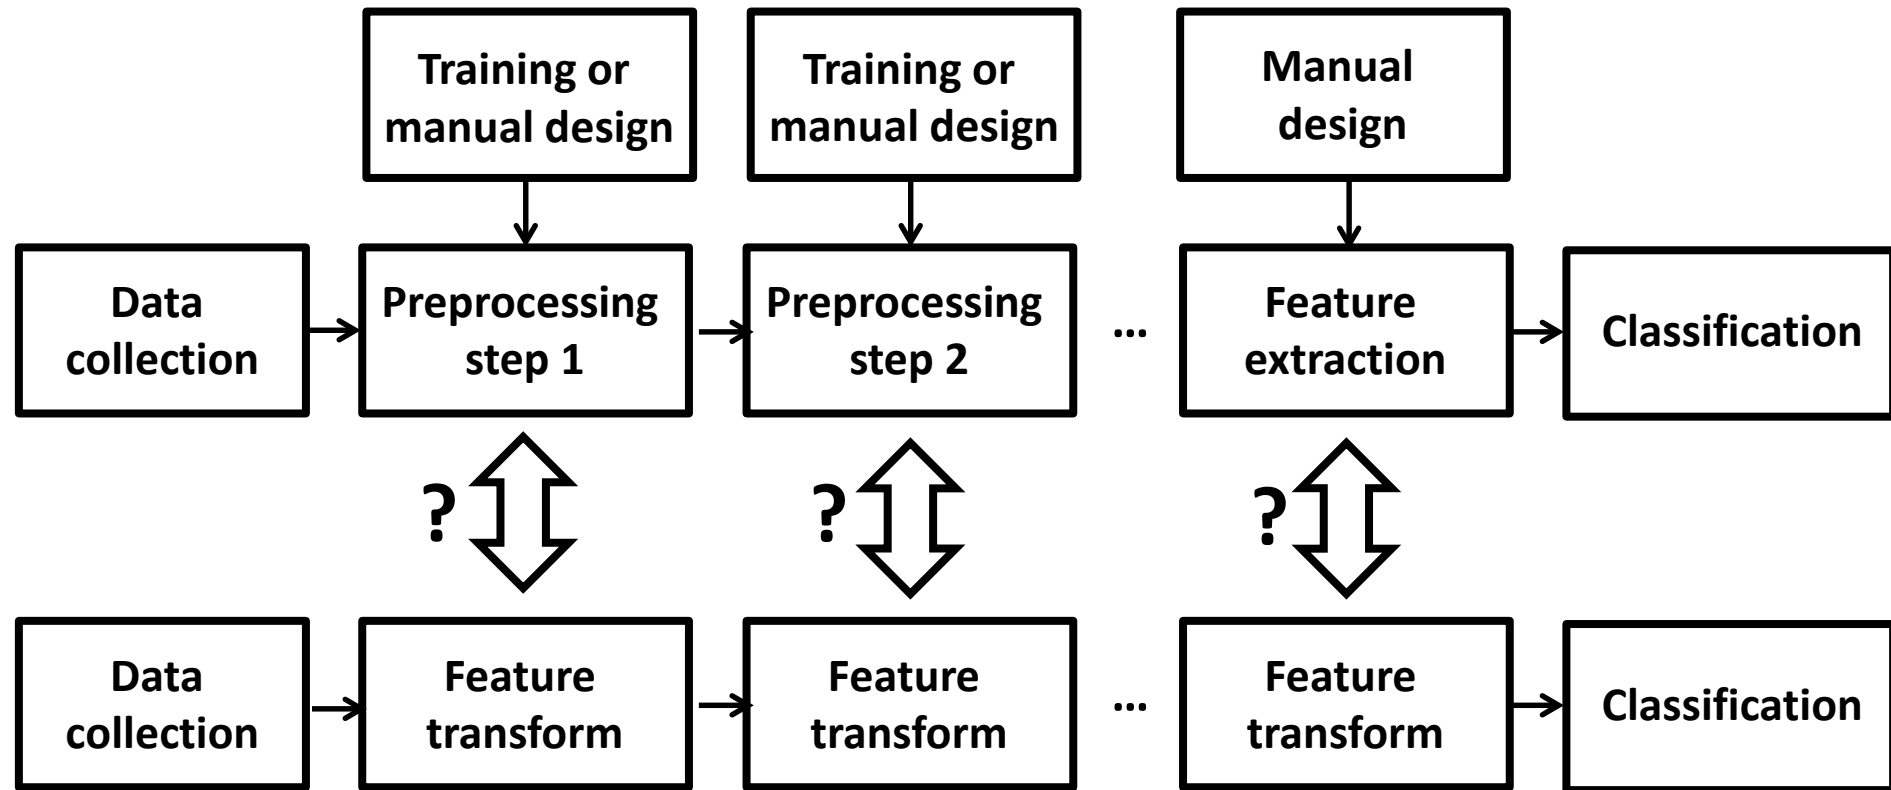 Training or
manual design
Training or
manual design
Manual
design
Data
collection
Preprocessing
step 1
Preprocessing
step 2
...
Feature
extraction
Classification
?
?
?
Data
collection
Feature
transform
Feature
transform
...
Feature
transform
Classification